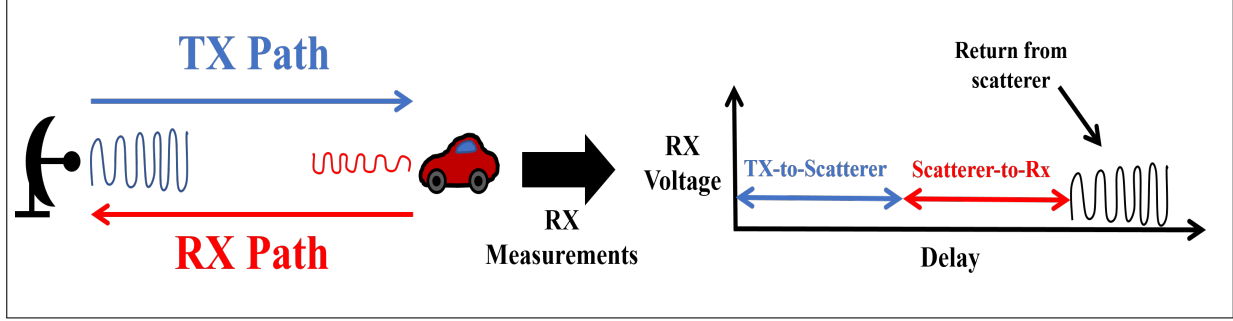 TX Path
RX Path
RX
Measurements
RX
Voltage
TX-to-Scatterer
Scatterer-to-Rx
Return from
scatterer
Delay